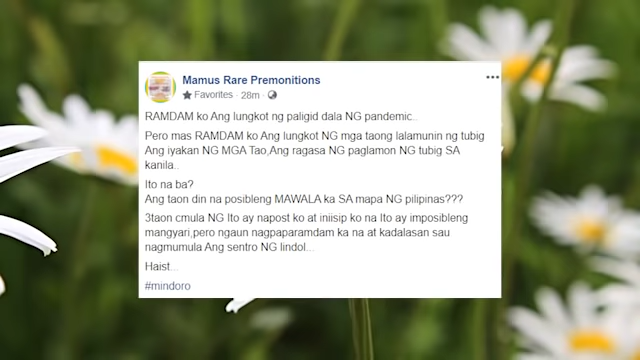 Mamus Rare Premonitions
Favorites · 28m ·
RAMDAM ko Ang lungkot ng paligid dala NG pandemic..
Pero mas RAMDAM ko Ang lungkot NG mga taong lalamunin ng tubig
Ang iyakan NG MGA Tao,Ang ragasa NG paglamon NG tubig SA
kanila..
Ito na ba?
Ang taon din na posibleng MAWALA ka SA mapa NG pilipinas???
3taon cmula NG Ito ay napost ko at iniisip ko na Ito ay imposibleng
mangyari,pero ngaun nagpaparamdam ka na at kadalasan sau
nagmumula Ang sentro NG lindol...
Haist...
#mindoro